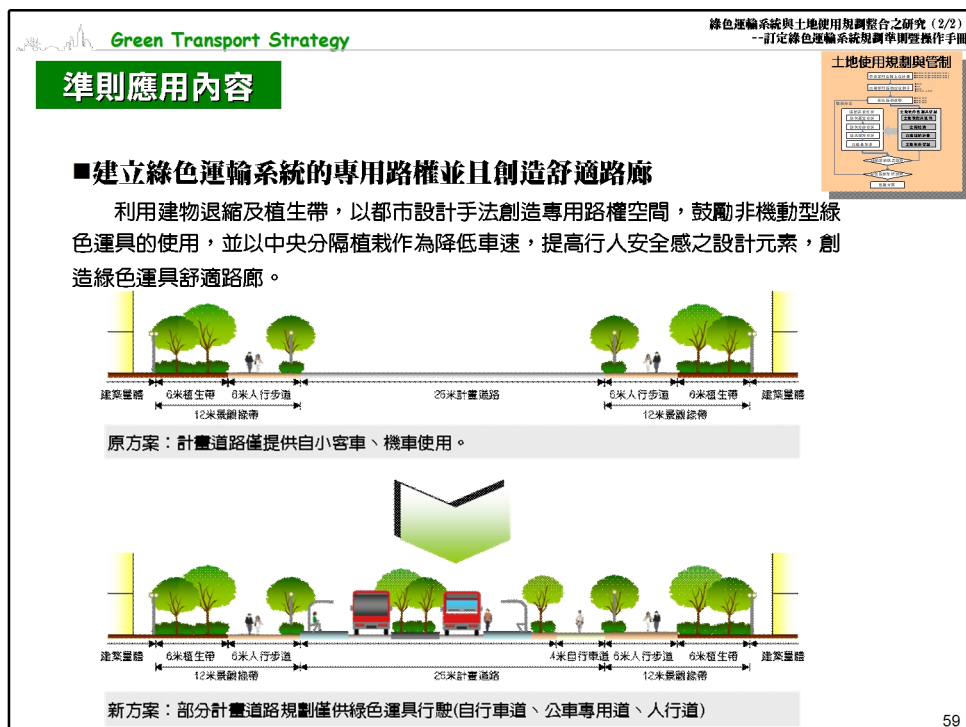 綠色運輸系統與土地使用規劃整合之研究（2/2）
--訂定綠色運輸系統規劃準則暨操作手冊
Green Transport Strategy
準則應用內容
土地使用規劃與管制
■建立綠色運輸系統的專用路權並且創造舒適路廊
利用建物退縮及植生帶，以都市設計手法創造專用路權空間，鼓勵非機動型綠
色運具的使用，並以中央分隔植栽作為降低車速，提高行人安全感之設計元素，創
造綠色運具舒適路廊。
建築量體 6米植生帶 6米人行步道 25米計畫道路 6米人行步道 6米植生帶 建築量體
12米景觀綠帶 12米景觀綠帶
原方案：計畫道路僅提供自小客車、機車使用。
建築量體 6米植生帶 6米人行步道 4米自行車道 6米人行步道 6米植生帶 建築量體
12米景觀綠帶 25米計畫道路 12米景觀綠帶
新方案：部分計畫道路規劃僅供綠色運具行駛(自行車道、公車專用道、人行道)
59